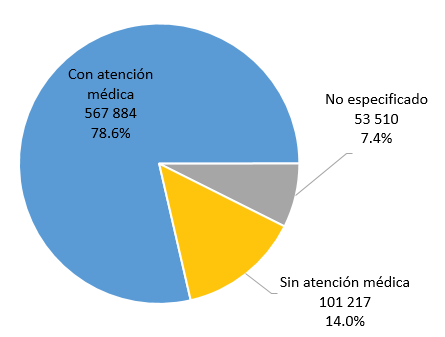 Con atención
médica
567 884
78.6%
No especificado
53 510
7.4%
Sin atención médica
101 217
14.0%